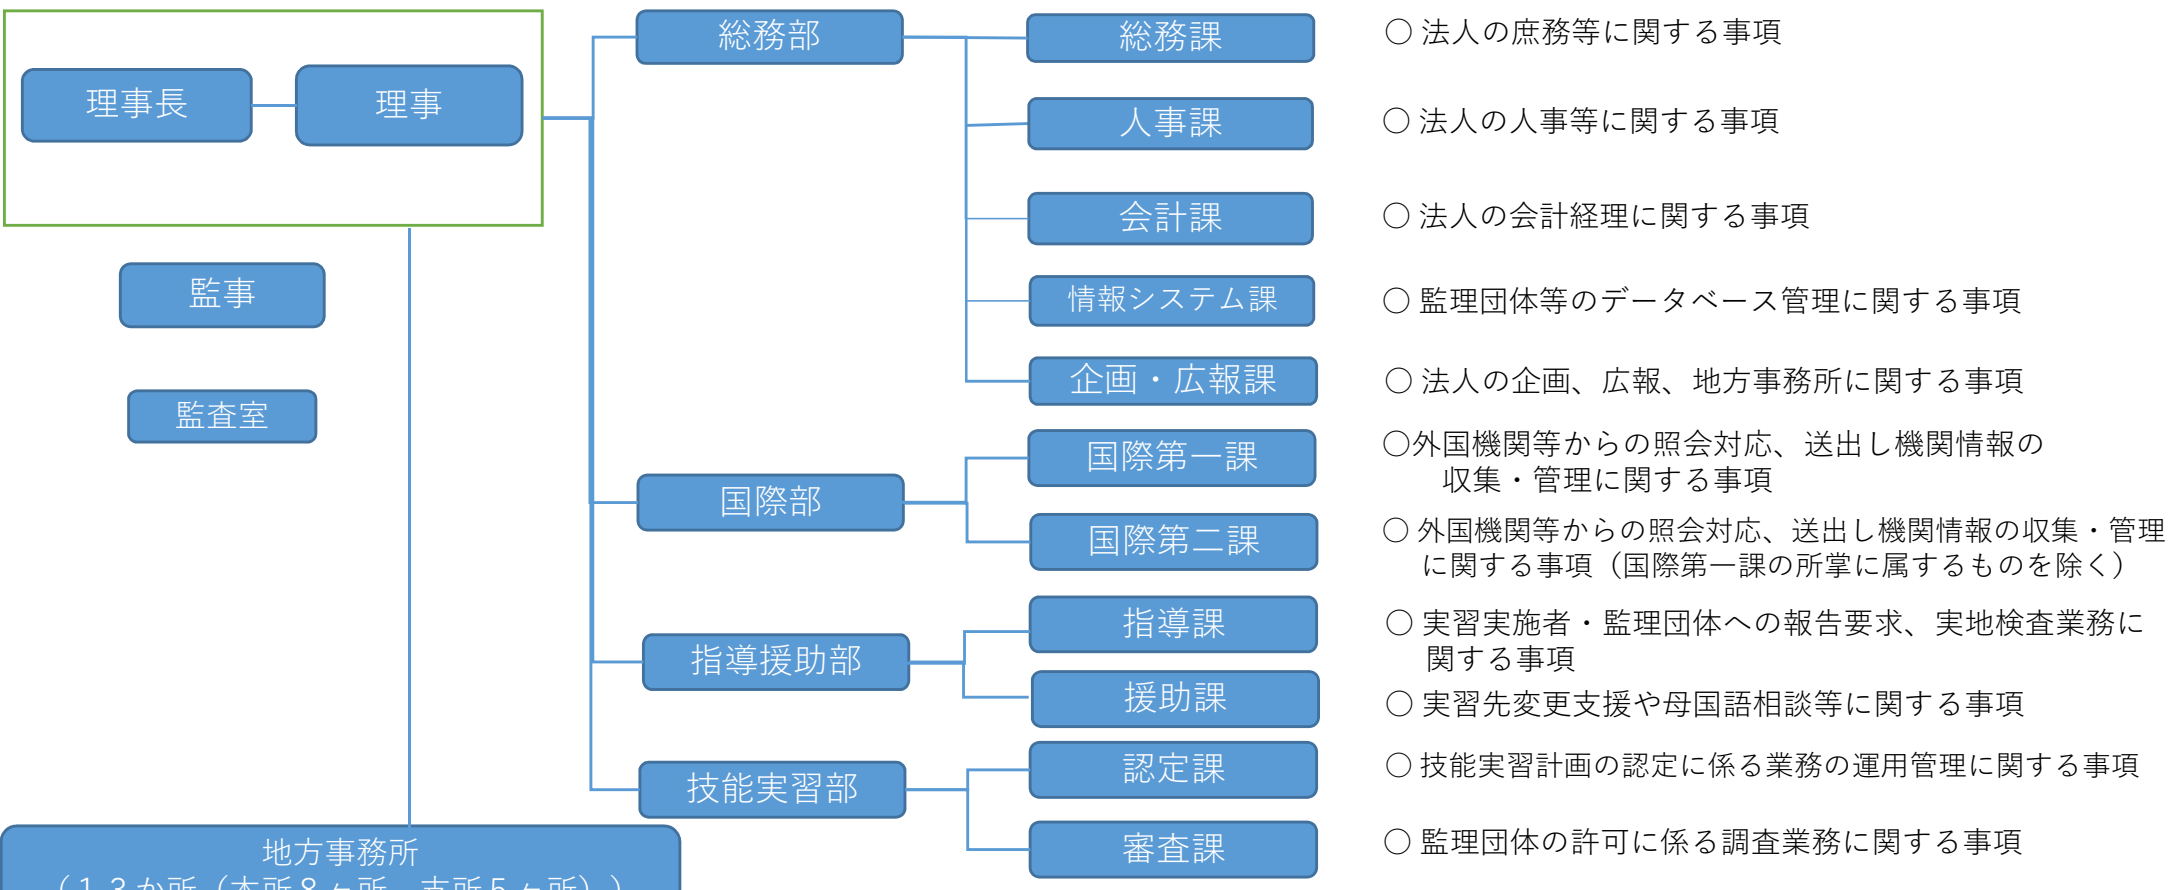 理事長
理事
監事
監査室
地方事務所
（１３か所（本所８ヶ所、支所５ヶ所））
総務部
総務課
○ 法人の庶務等に関する事項
人事課
○ 法人の人事等に関する事項
会計課
○ 法人の会計経理に関する事項
情報システム課
○ 監理団体等のデータベース管理に関する事項
企画・広報課
○ 法人の企画、広報、地方事務所に関する事項
国際部
国際第一課
○外国機関等からの照会対応、送出し機関情報の
収集・管理に関する事項
国際第二課
○ 外国機関等からの照会対応、送出し機関情報の収集・管理
に関する事項（国際第一課の所掌に属するものを除く）
指導援助部
指導課
○ 実習実施者・監理団体への報告要求、実地検査業務に
関する事項
援助課
○ 実習先変更支援や母国語相談等に関する事項
技能実習部
認定課
○ 技能実習計画の認定に係る業務の運用管理に関する事項
審査課
○ 監理団体の許可に係る調査業務に関する事項